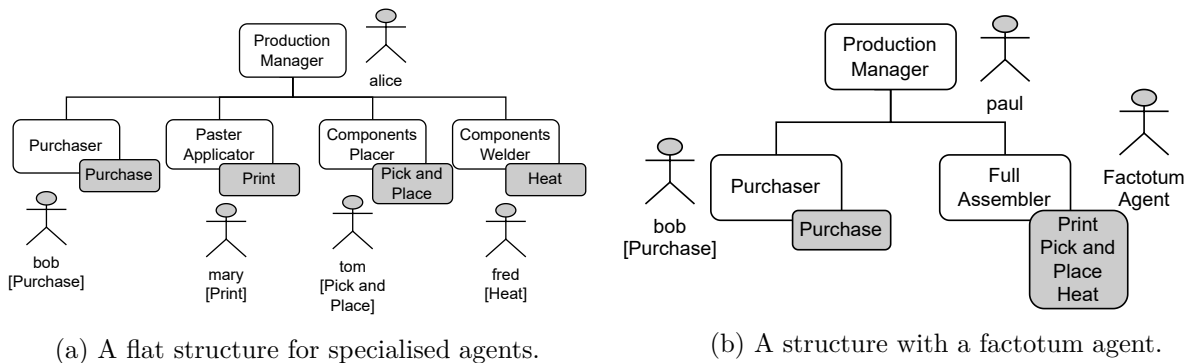 Production
Manager
alice
Purchaser
Purchase
Paster
Applicator
Print
Components
Placer
Pick and
Place
Components
Welder
Heat
bob
[Purchase]
mary
[Print]
tom
[Pick and
Place]
fred
[Heat]
(a) A flat structure for specialised agents.
Production
Manager
paul
bob
[Purchase]
Purchaser
Purchase
Full
Assembler
Print
Pick and
Place
Heat
Factotum
Agent
(b) A structure with a factotum agent.